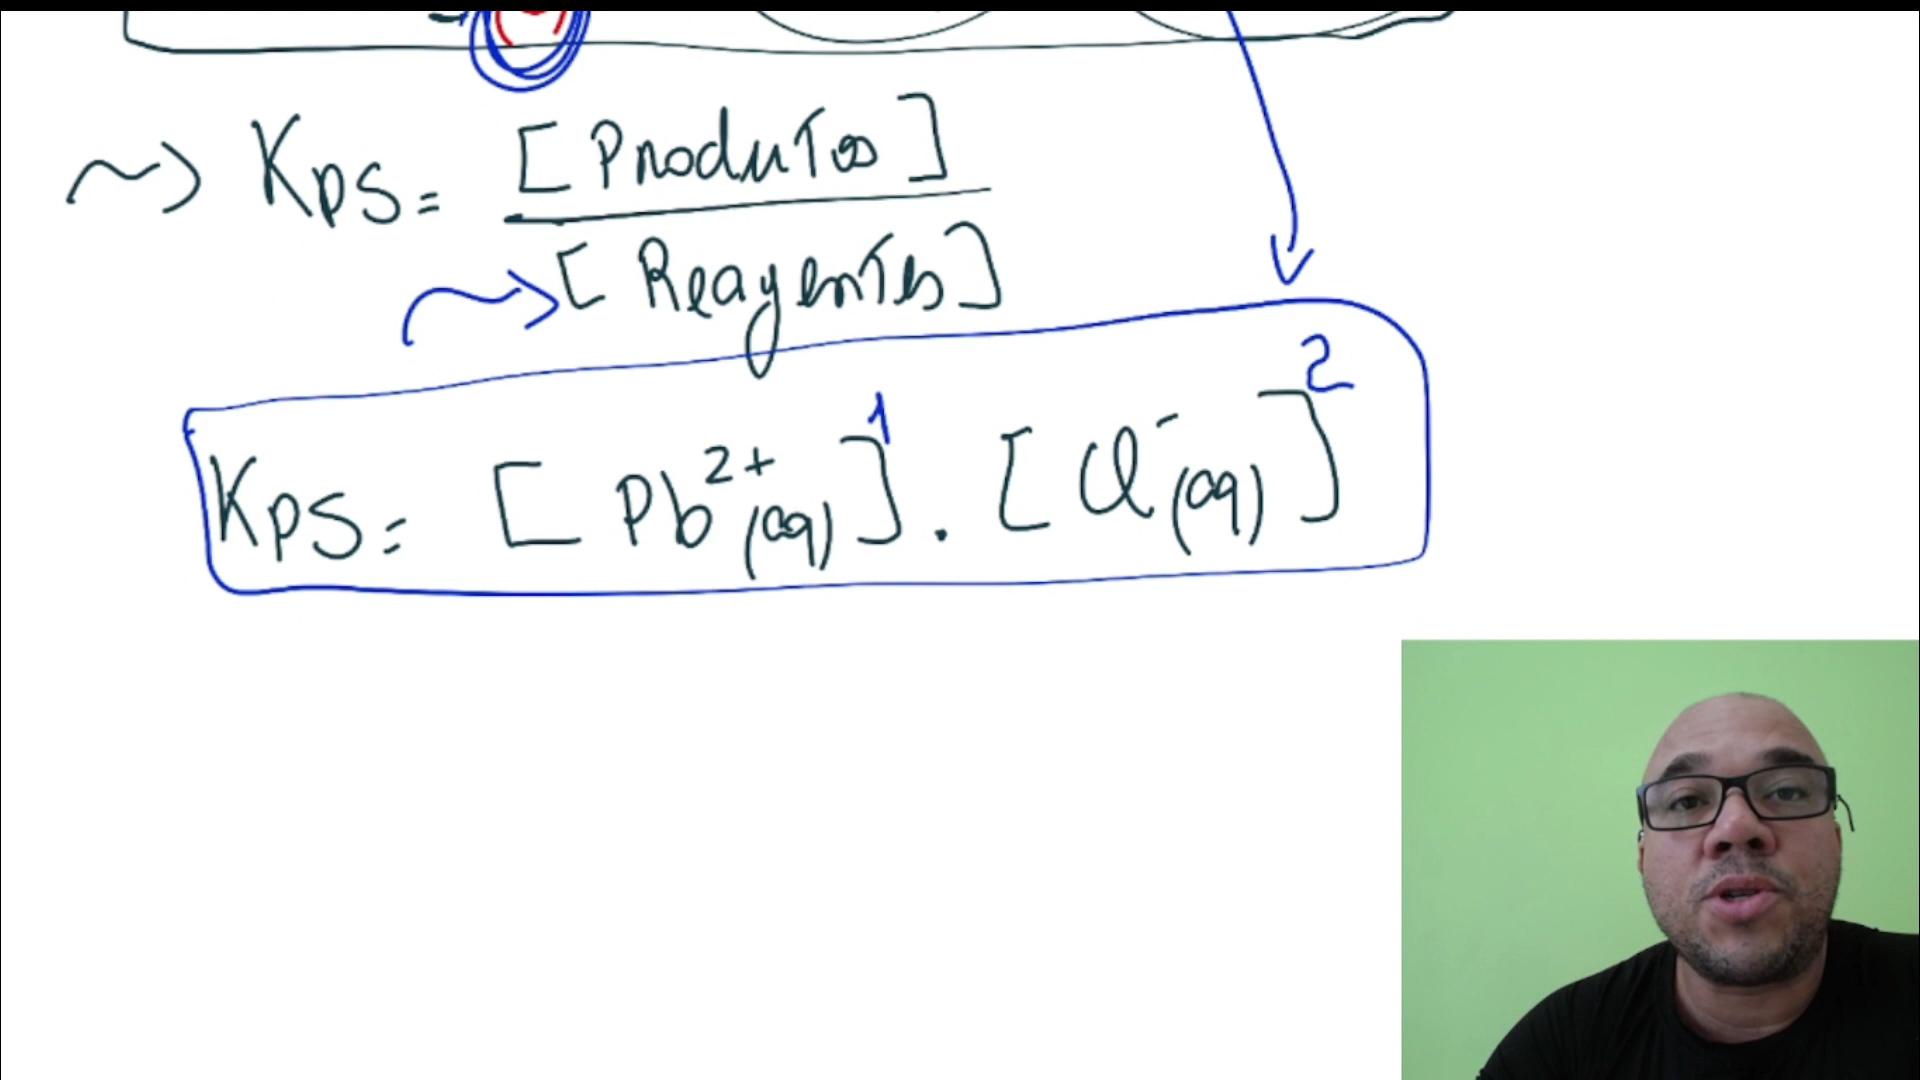 ~> Kps = [Produtos]
~> [Reagentes]
Kps = [Pb²⁺(aq)]¹ . [Cl⁻(aq)]²